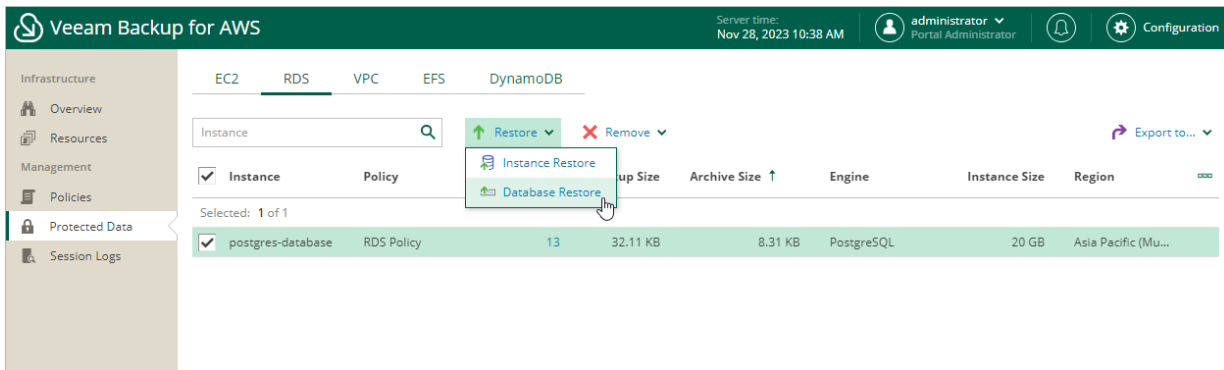 Veeam Backup for AWS
Server time:
Nov 28, 2023 10:38 AM
administrator
Portal Administrator
Configuration
Infrastructure
Overview
Resources
Management
Policies
Protected Data
Session Logs
EC2 RDS VPC EFS DynamoDB
Instance
Restore Remove Export to...
Instance Restore
Database Restore
Instance Policy up Size Archive Size ↑ Engine Instance Size Region
Selected: 1 of 1
postgres-database RDS Policy 13 32.11 KB 8.31 KB PostgreSQL 20 GB Asia Pacific (Mu...